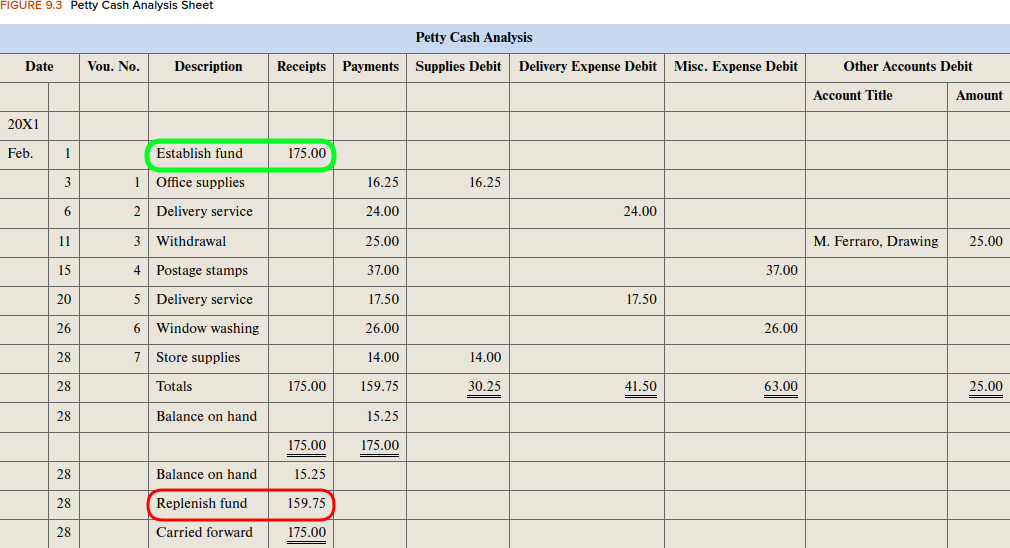 FIGURE 9.3 Petty Cash Analysis Sheet
Petty Cash Analysis
Date Vou. No. Description Receipts Payments Supplies Debit Delivery Expense Debit Misc. Expense Debit Other Accounts Debit
Account Title Amount
20X1
Feb. 1 Establish fund 175.00
3 1 Office supplies 16.25 16.25
6 2 Delivery service 24.00 24.00
11 3 Withdrawal 25.00 M. Ferraro, Drawing 25.00
15 4 Postage stamps 37.00 37.00
20 5 Delivery service 17.50 17.50
26 6 Window washing 26.00 26.00
28 7 Store supplies 14.00 14.00
28 Totals 175.00 159.75 30.25 41.50 63.00 25.00
28 Balance on hand 15.25
175.00 175.00
28 Balance on hand 15.25
28 Replenish fund 159.75
28 Carried forward 175.00